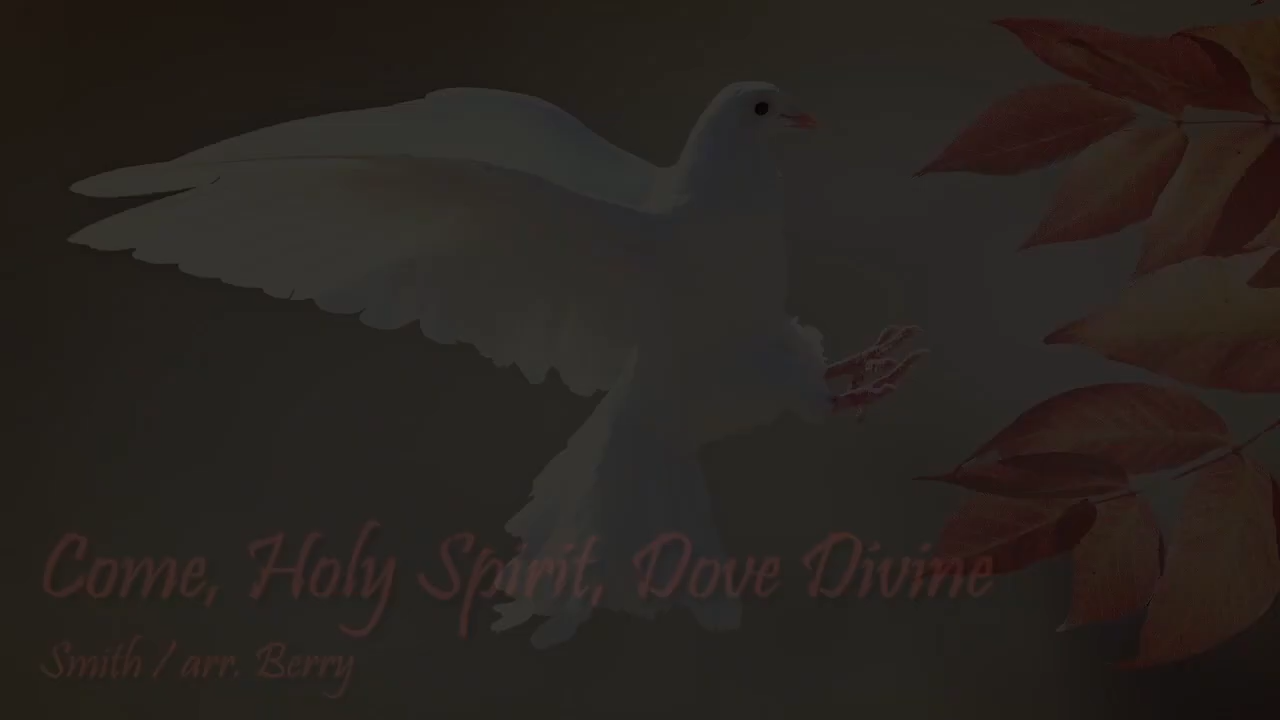 Come, Holy Spirit, Dove Divine
Smith / arr. Berry